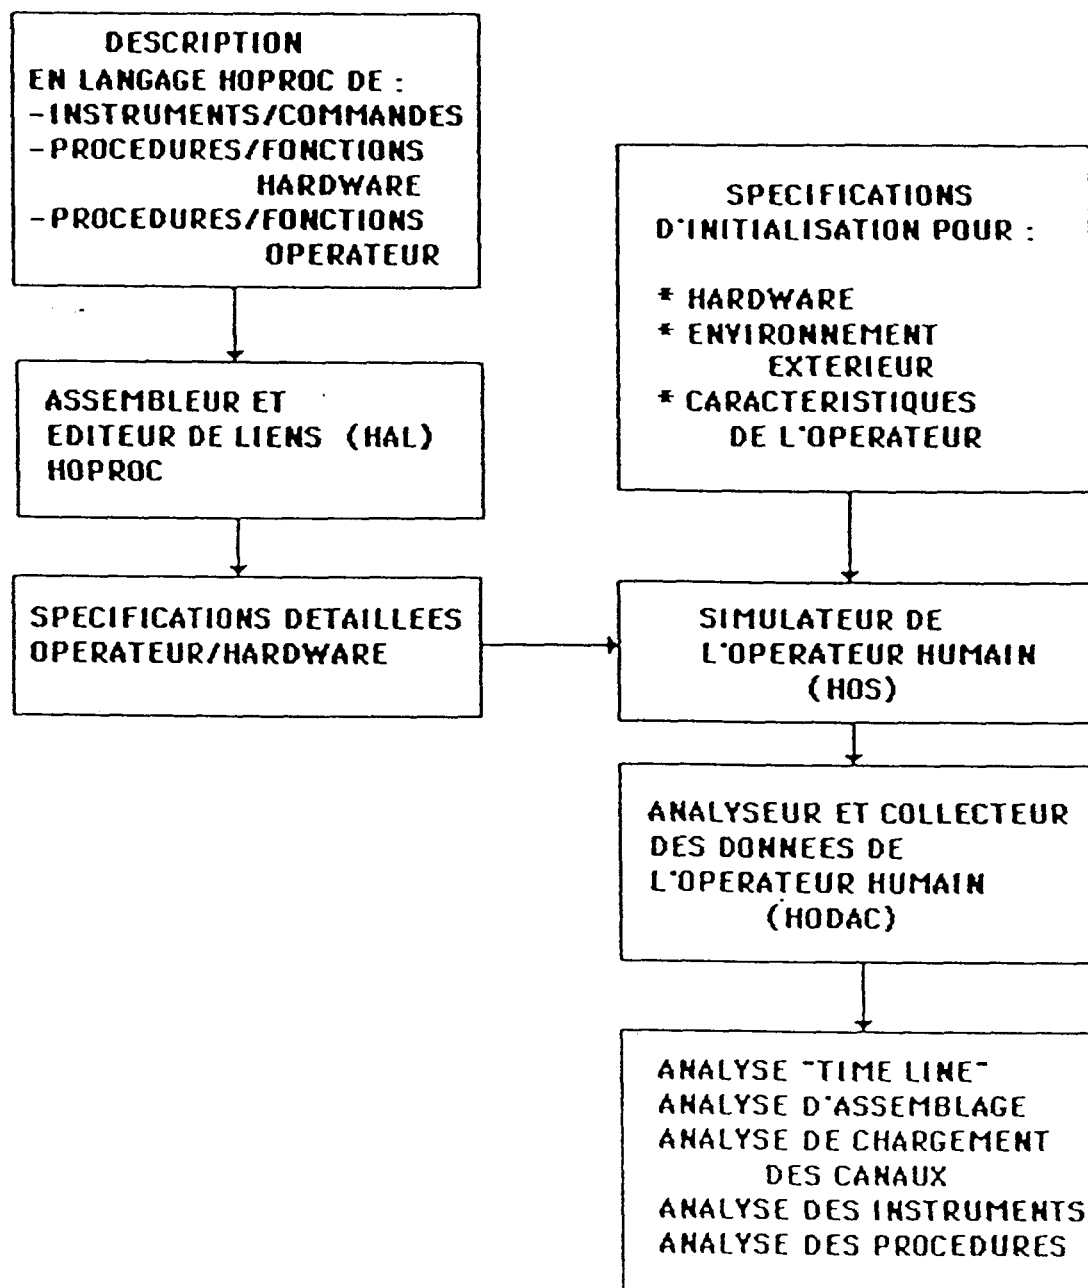 DESCRIPTION
EN LANGAGE HOPROC DE :
-INSTRUMENTS/COMMANDES
-PROCEDURES/FONCTIONS
HARDWARE
-PROCEDURES/FONCTIONS
OPERATEUR
ASSEMBLEUR ET
EDITEUR DE LIENS (HAL)
HOPROC
SPECIFICATIONS DETAILLEES
OPERATEUR/HARDWARE
SPECIFICATIONS
D'INITIALISATION POUR :
* HARDWARE
* ENVIRONNEMENT
EXTERIEUR
* CARACTERISTIQUES
DE L'OPERATEUR
SIMULATEUR DE
L'OPERATEUR HUMAIN
(HOS)
ANALYSEUR ET COLLECTEUR
DES DONNEES DE
L'OPERATEUR HUMAIN
(HODAC)
ANALYSE "TIME LINE"
ANALYSE D'ASSEMBLAGE
ANALYSE DE CHARGEMENT
DES CANAUX
ANALYSE DES INSTRUMENTS
ANALYSE DES PROCEDURES